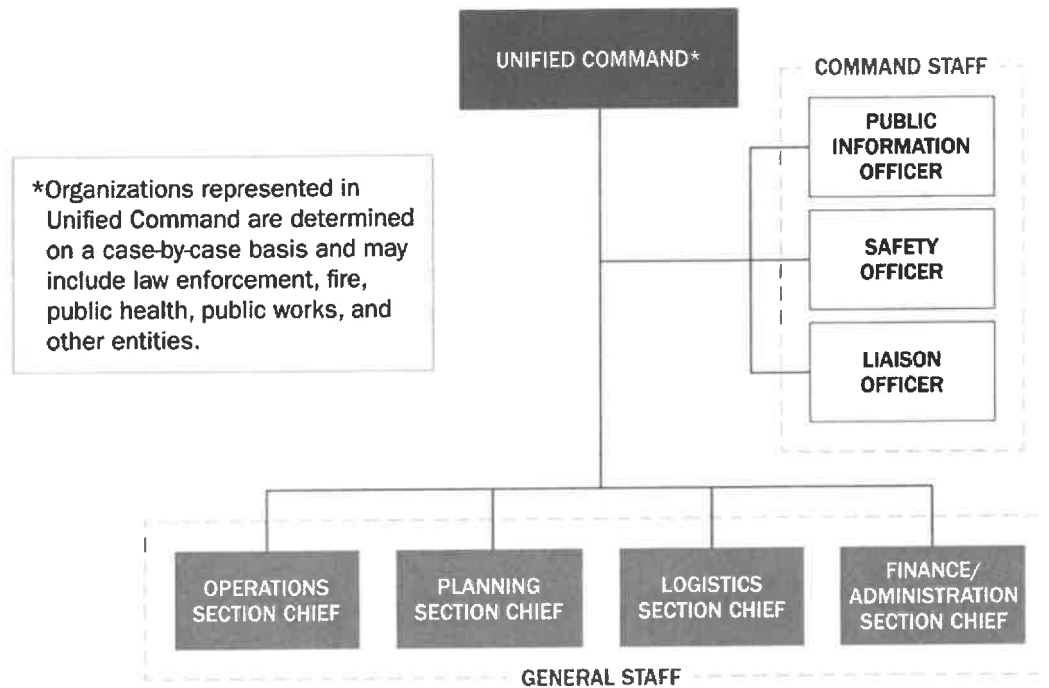 UNIFIED COMMAND*
COMMAND STAFF
PUBLIC
INFORMATION
OFFICER
SAFETY
OFFICER
LIAISON
OFFICER
*Organizations represented in
Unified Command are determined
on a case-by-case basis and may
include law enforcement, fire,
public health, public works, and
other entities.
OPERATIONS
SECTION CHIEF
PLANNING
SECTION CHIEF
LOGISTICS
SECTION CHIEF
FINANCE/
ADMINISTRATION
SECTION CHIEF
GENERAL STAFF